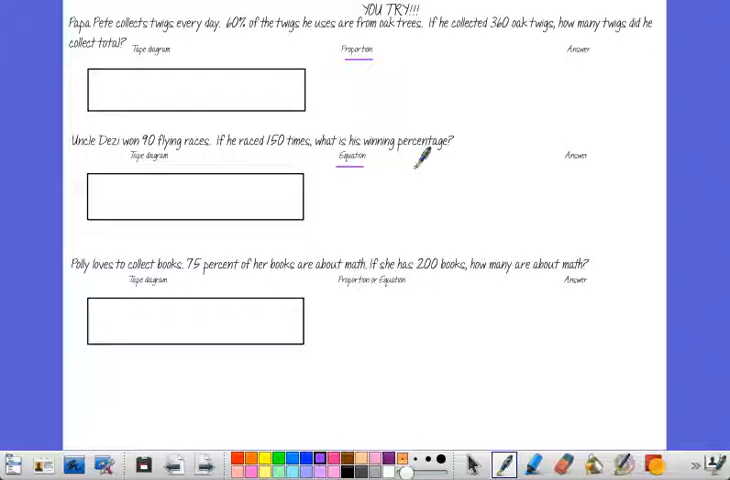 YOU TRY!!!
Papa Pete collects twigs every day. 60% of the twigs he uses are from oak trees. If he collected 360 oak twigs, how many twigs did he
collect total?
Tape diagram Proportion Answer
Uncle Dezi won 90 flying races. If he raced 150 times, what is his winning percentage?
Tape diagram Equation Answer
Polly loves to collect books. 75 percent of her books are about math. If she has 200 books, how many are about math?
Tape diagram Proportion or Equation Answer